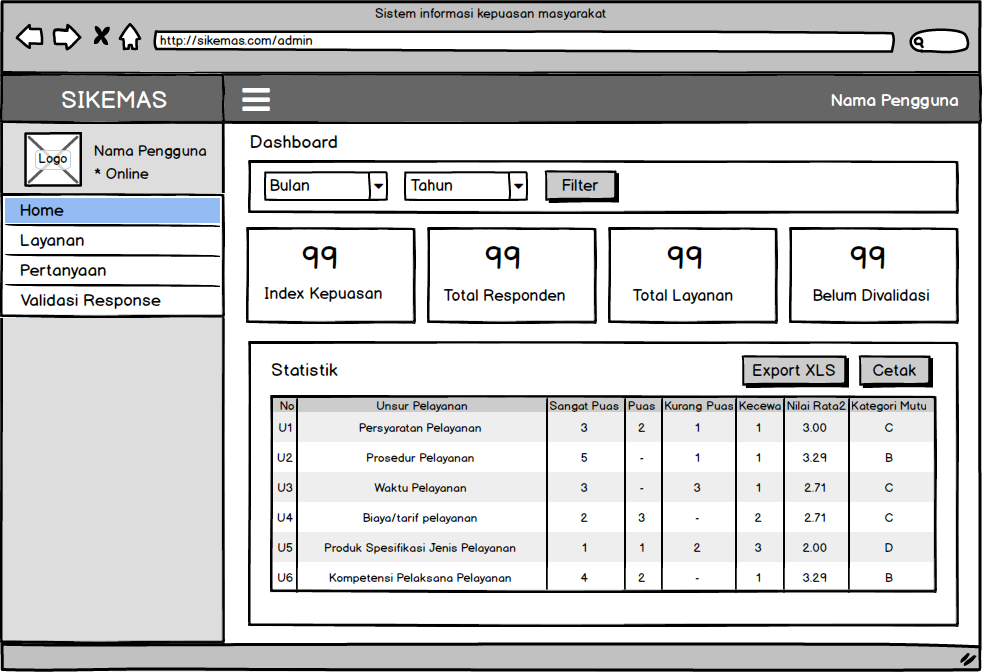 Sistem informasi kepuasan masyarakat
http://sikemas.com/admin
SIKEMAS
Nama Pengguna
Logo
Nama Pengguna
* Online
Home
Layanan
Pertanyaan
Validasi Response
Dashboard
Bulan Tahun Filter
99 99 99 99
Index Kepuasan Total Responden Total Layanan Belum Divalidasi
Statistik Export XLS Cetak
No Unsur Pelayanan Sangat Puas Puas Kurang Puas Kecewa Nilai Rata2 Kategori Mutu
U1 Persyaratan Pelayanan 3 2 1 1 3.00 C
U2 Prosedur Pelayanan 5 - 1 1 3.29 B
U3 Waktu Pelayanan 3 - 3 1 2.71 C
U4 Biaya/tarif pelayanan 2 3 - 2 2.71 C
U5 Produk Spesifikasi Jenis Pelayanan 1 1 2 3 2.00 D
U6 Kompetensi Pelaksana Pelayanan 4 2 - 1 3.29 B